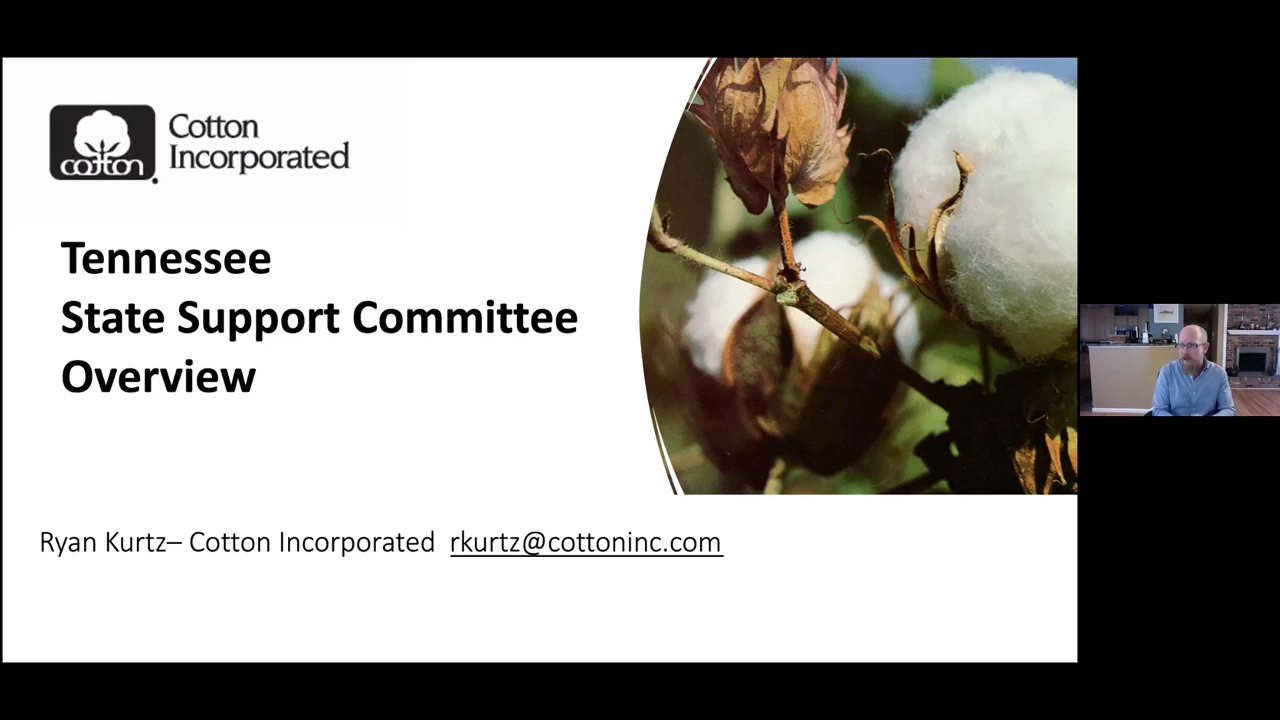 cotton
Cotton
Incorporated
Tennessee
State Support Committee
Overview
Ryan Kurtz– Cotton Incorporated rkurtz@cottoninc.com